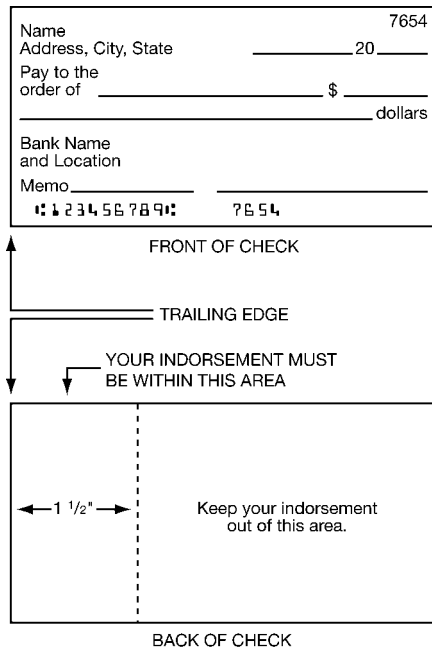 7654
Name
Address, City, State 20
Pay to the
order of $
dollars
Bank Name
and Location
Memo
⑆123456789⑆ 7654
FRONT OF CHECK
TRAILING EDGE
YOUR INDORSEMENT MUST
BE WITHIN THIS AREA
1 1/2"
Keep your indorsement
out of this area.
BACK OF CHECK